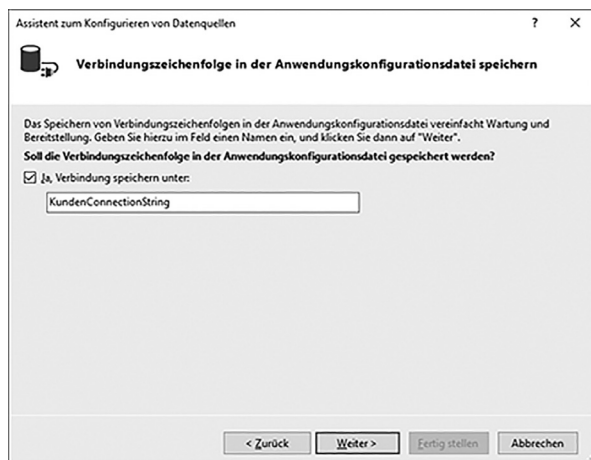 Assistent zum Konfigurieren von Datenquellen
?
Verbindungszeichenfolge in der Anwendungskonfigurationsdatei speichern
Das Speichern von Verbindungszeichenfolgen in der Anwendungskonfigurationsdatei vereinfacht Wartung und
Bereitstellung. Geben Sie hierzu im Feld einen Namen ein, und klicken Sie dann auf "Weiter".
Soll die Verbindungszeichenfolge in der Anwendungskonfigurationsdatei gespeichert werden?
Ja, Verbindung speichern unter:
KundenConnectionString
< Zurück Weiter > Fertig stellen Abbrechen